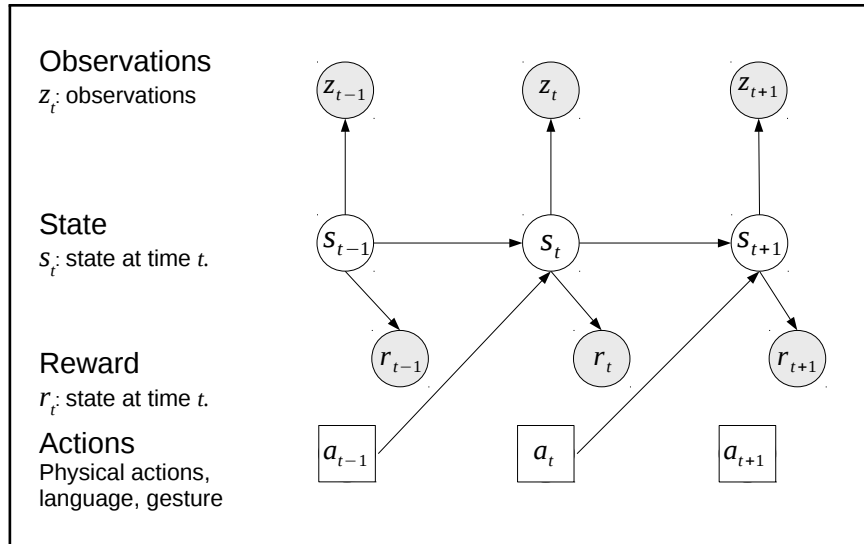 Observations
z_t: observations
z_{t−1} z_t z_{t+1}
State
s_t: state at time t.
s_{t−1} s_t s_{t+1}
Reward
r_t: state at time t.
r_{t−1} r_t r_{t+1}
Actions
Physical actions,
language, gesture
a_{t−1} a_t a_{t+1}